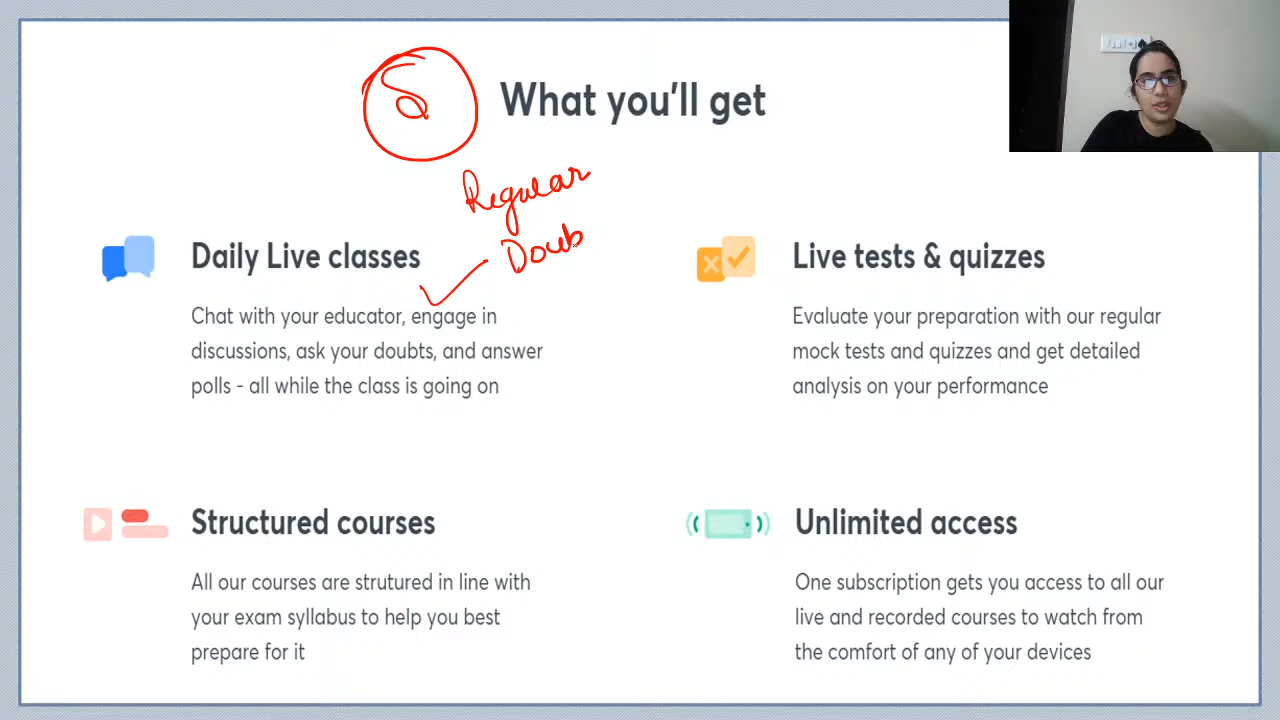 What you'll get
Regular
Doub
Daily Live classes
Chat with your educator, engage in
discussions, ask your doubts, and answer
polls - all while the class is going on
Live tests & quizzes
Evaluate your preparation with our regular
mock tests and quizzes and get detailed
analysis on your performance
Structured courses
All our courses are strutured in line with
your exam syllabus to help you best
prepare for it
Unlimited access
One subscription gets you access to all our
live and recorded courses to watch from
the comfort of any of your devices